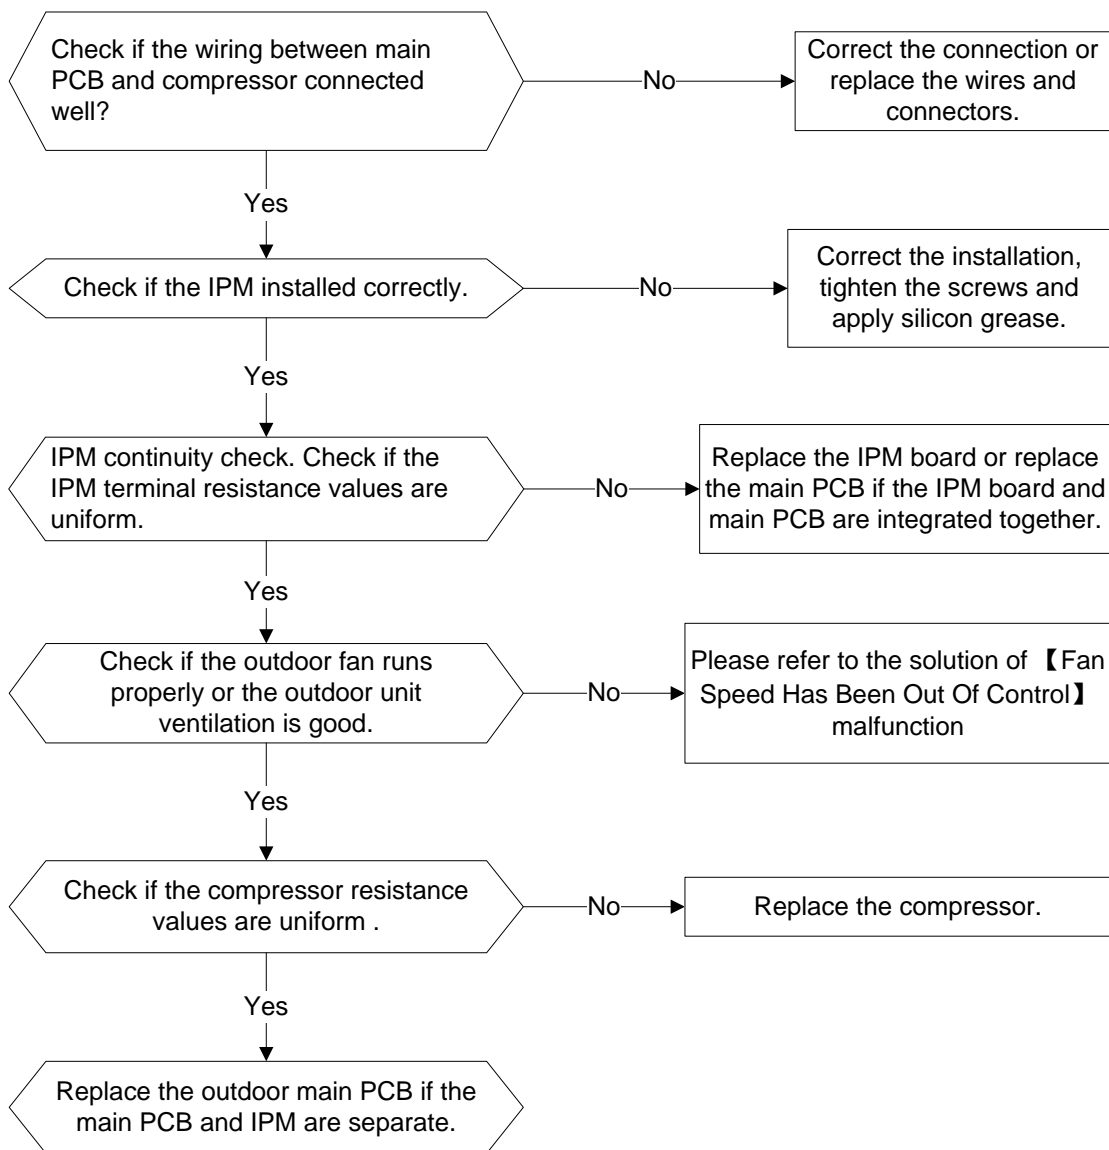 Check if the wiring between main
PCB and compressor connected
well?
No
Correct the connection or
replace the wires and
connectors.
Yes
Check if the IPM installed correctly.
No
Correct the installation,
tighten the screws and
apply silicon grease.
Yes
IPM continuity check. Check if the
IPM terminal resistance values are
uniform.
No
Replace the IPM board or replace
the main PCB if the IPM board and
main PCB are integrated together.
Yes
Check if the outdoor fan runs
properly or the outdoor unit
ventilation is good.
No
Please refer to the solution of 【Fan
Speed Has Been Out Of Control】
malfunction
Yes
Check if the compressor resistance
values are uniform .
No
Replace the compressor.
Yes
Replace the outdoor main PCB if the
main PCB and IPM are separate.